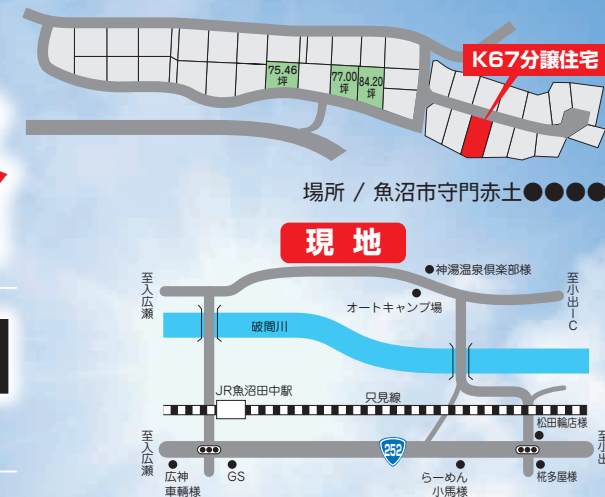 K67分譲住宅
75.46
坪
77.00
坪
84.20
坪
場所 / 魚沼市守門赤土●●●●
現 地
至入広瀬
●神湯温泉倶楽部様
オートキャンプ場
至小出IC
破間川
JR魚沼田中駅
只見線
松田輪店様
至入広瀬
252
至小出
広神
車輌様
GS
らーめん
小馬様
椛多屋様